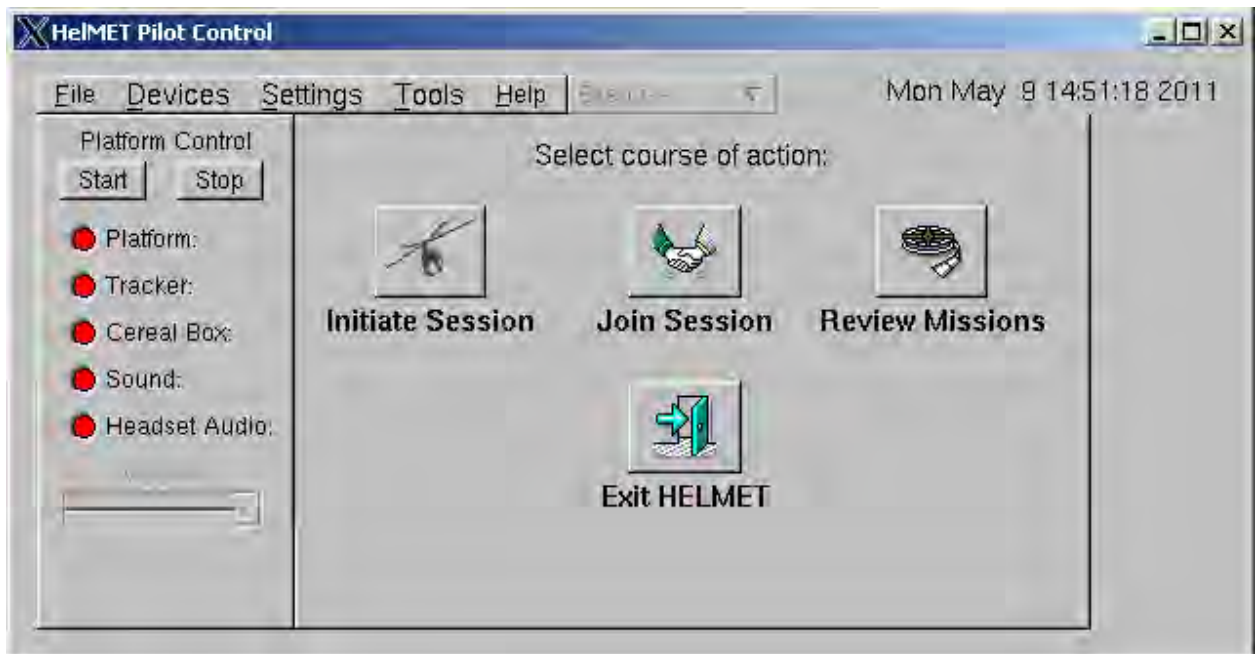 HelMET Pilot Control
File Devices Settings Tools Help
Mon May 9 14:51:18 2011
Platform Control
Start Stop
Platform:
Tracker:
Cereal Box:
Sound:
Headset Audio:
Select course of action:
Initiate Session Join Session Review Missions
Exit HELMET